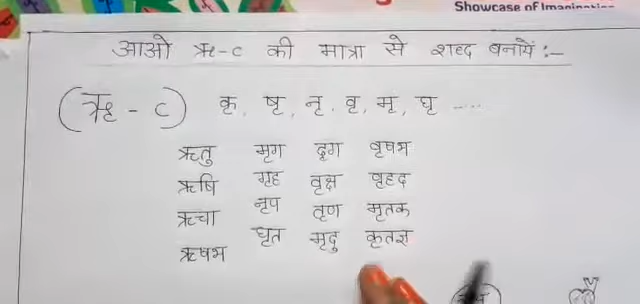 Showcase of Imagination
आओ ऋ-ृ की मात्रा से शब्द बनायें :-
(ऋ - ृ) कृ, षृ, नृ, वृ, मृ, घृ ....
ऋतु मृग दृग वृषभ
ऋषि गृह वृक्ष वृहद
ऋचा नृप तृण मृतक
ऋषभ घृत मृदु कृतज्ञ